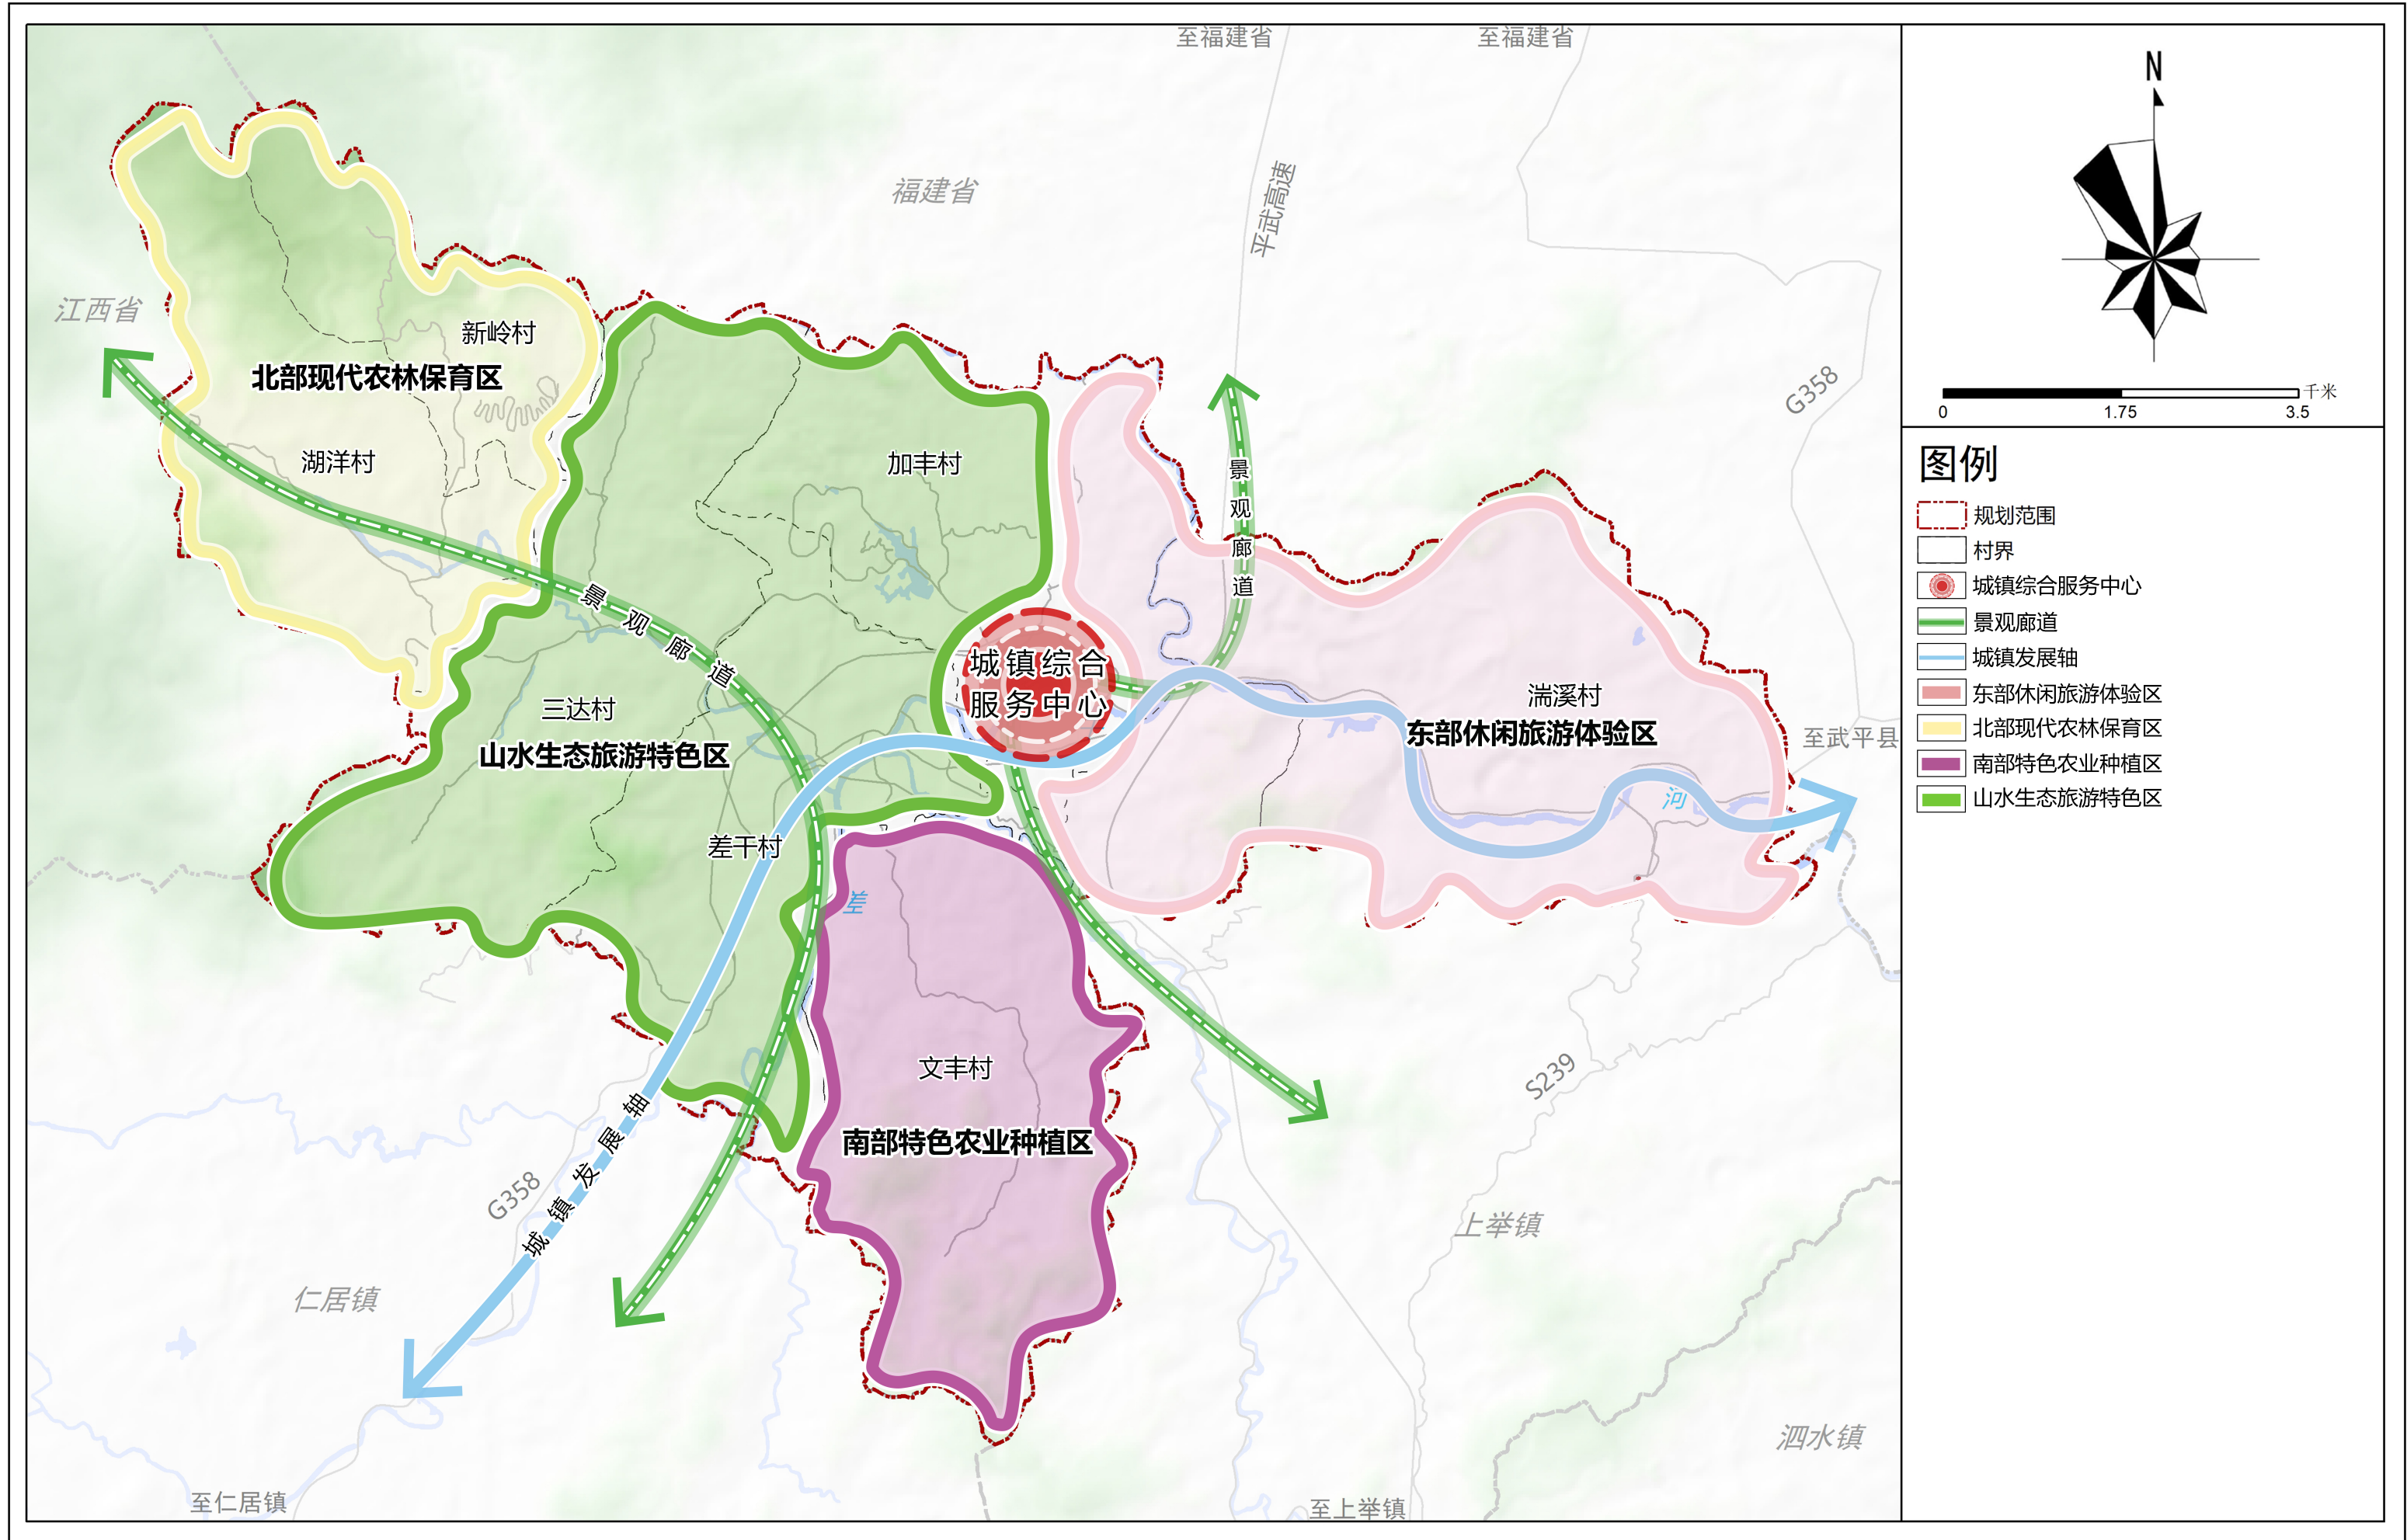 至福建省
至福建省
福建省
平武高速
江西省
新岭村
北部现代农林保育区
湖洋村
加丰村
G358
景观廊道
景观廊道
城镇综合
服务中心
三达村
山水生态旅游特色区
湍溪村
东部休闲旅游体验区
至武平县
河
差干村
差
文丰村
南部特色农业种植区
S239
城镇发展轴
G358
上举镇
仁居镇
泗水镇
至仁居镇
至上举镇
N
千米
0 1.75 3.5
图例
规划范围
村界
城镇综合服务中心
景观廊道
城镇发展轴
东部休闲旅游体验区
北部现代农林保育区
南部特色农业种植区
山水生态旅游特色区